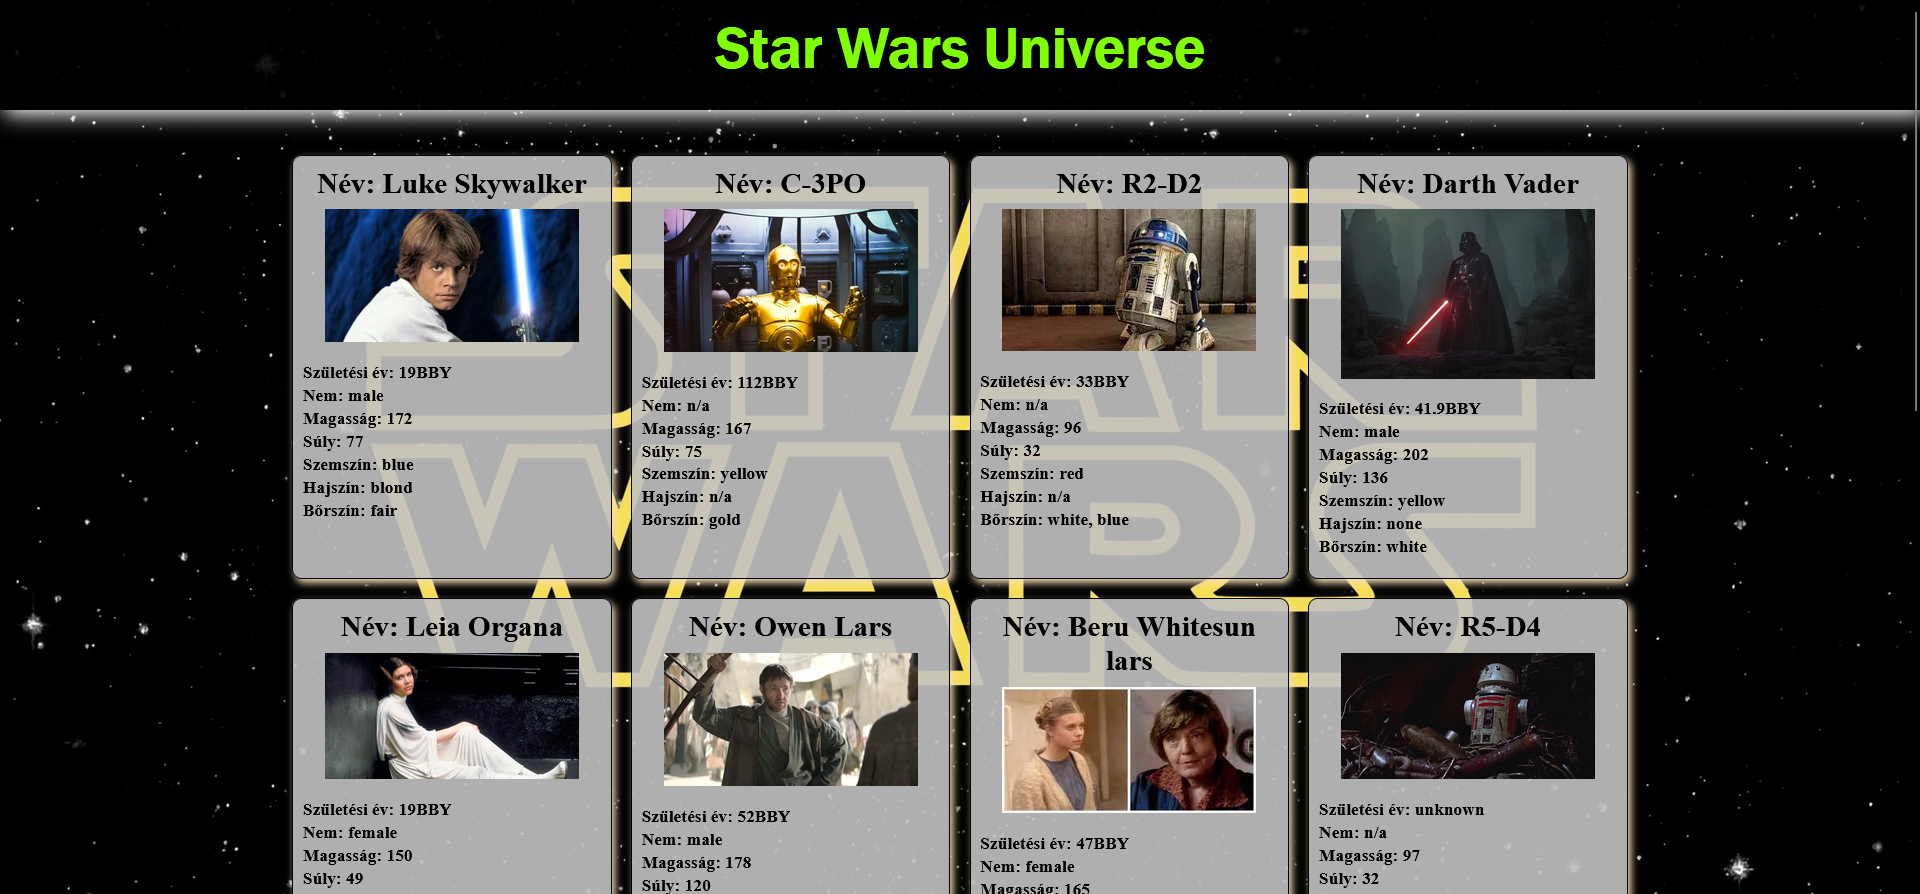 Star Wars Universe
Név: Luke Skywalker
Születési év: 19BBY
Nem: male
Magasság: 172
Súly: 77
Szemszín: blue
Hajszín: blond
Bőrszín: fair
Név: C-3PO
Születési év: 112BBY
Nem: n/a
Magasság: 167
Súly: 75
Szemszín: yellow
Hajszín: n/a
Bőrszín: gold
Név: R2-D2
Születési év: 33BBY
Nem: n/a
Magasság: 96
Súly: 32
Szemszín: red
Hajszín: n/a
Bőrszín: white, blue
Név: Darth Vader
Születési év: 41.9BBY
Nem: male
Magasság: 202
Súly: 136
Szemszín: yellow
Hajszín: none
Bőrszín: white
STAR
WARS
Név: Leia Organa
Születési év: 19BBY
Nem: female
Magasság: 150
Súly: 49
Név: Owen Lars
Születési év: 52BBY
Nem: male
Magasság: 178
Súly: 120
Név: Beru Whitesun
lars
Születési év: 47BBY
Nem: female
Magasság: 165
Név: R5-D4
Születési év: unknown
Nem: n/a
Magasság: 97
Súly: 32